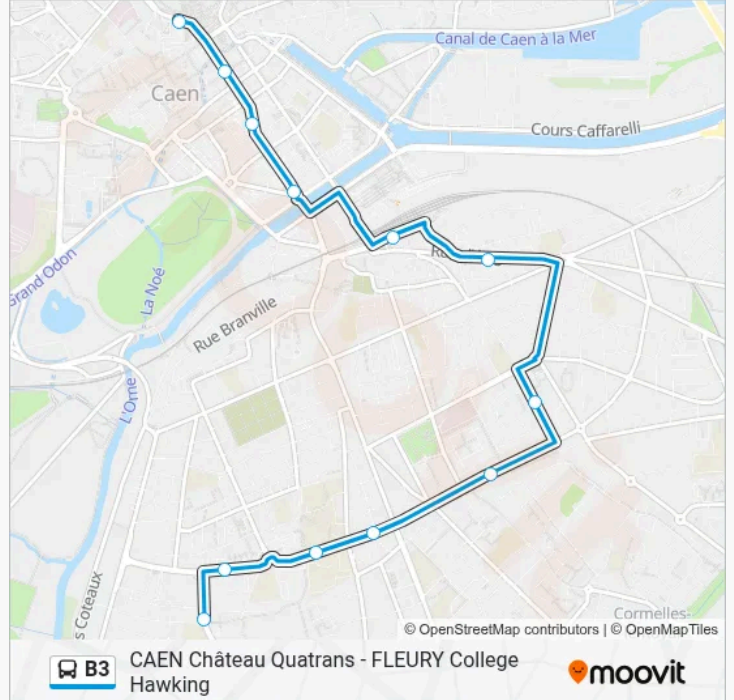 Canal de Caen à la Mer
Caen
Cours Caffarelli
Grand Odon
La Noé
Rue Branville
L'Orne
s Coteaux
Cormelles-
© OpenStreetMap contributors | © OpenMapTiles
B3
CAEN Château Quatrans - FLEURY College
Hawking
moovit